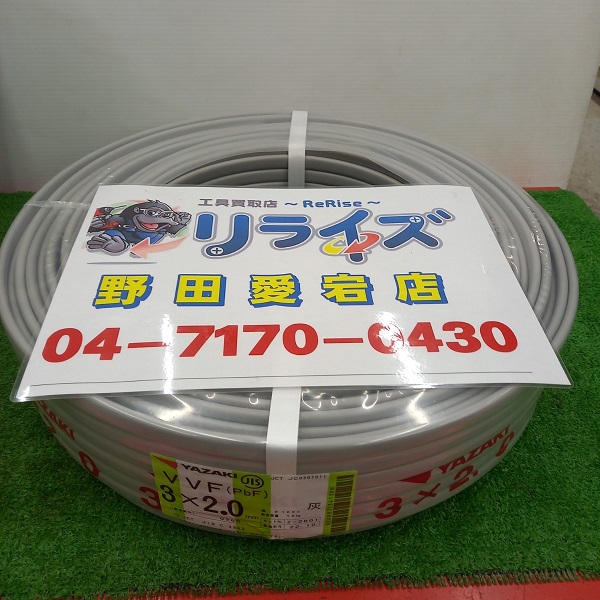 工具買取店 ～ReRise～
リライズ
野田愛宕店
04-7170-0430
YAZAKI
JIS
VVF(PbF)
3×2.0
灰
YAZAKI
3×2.0